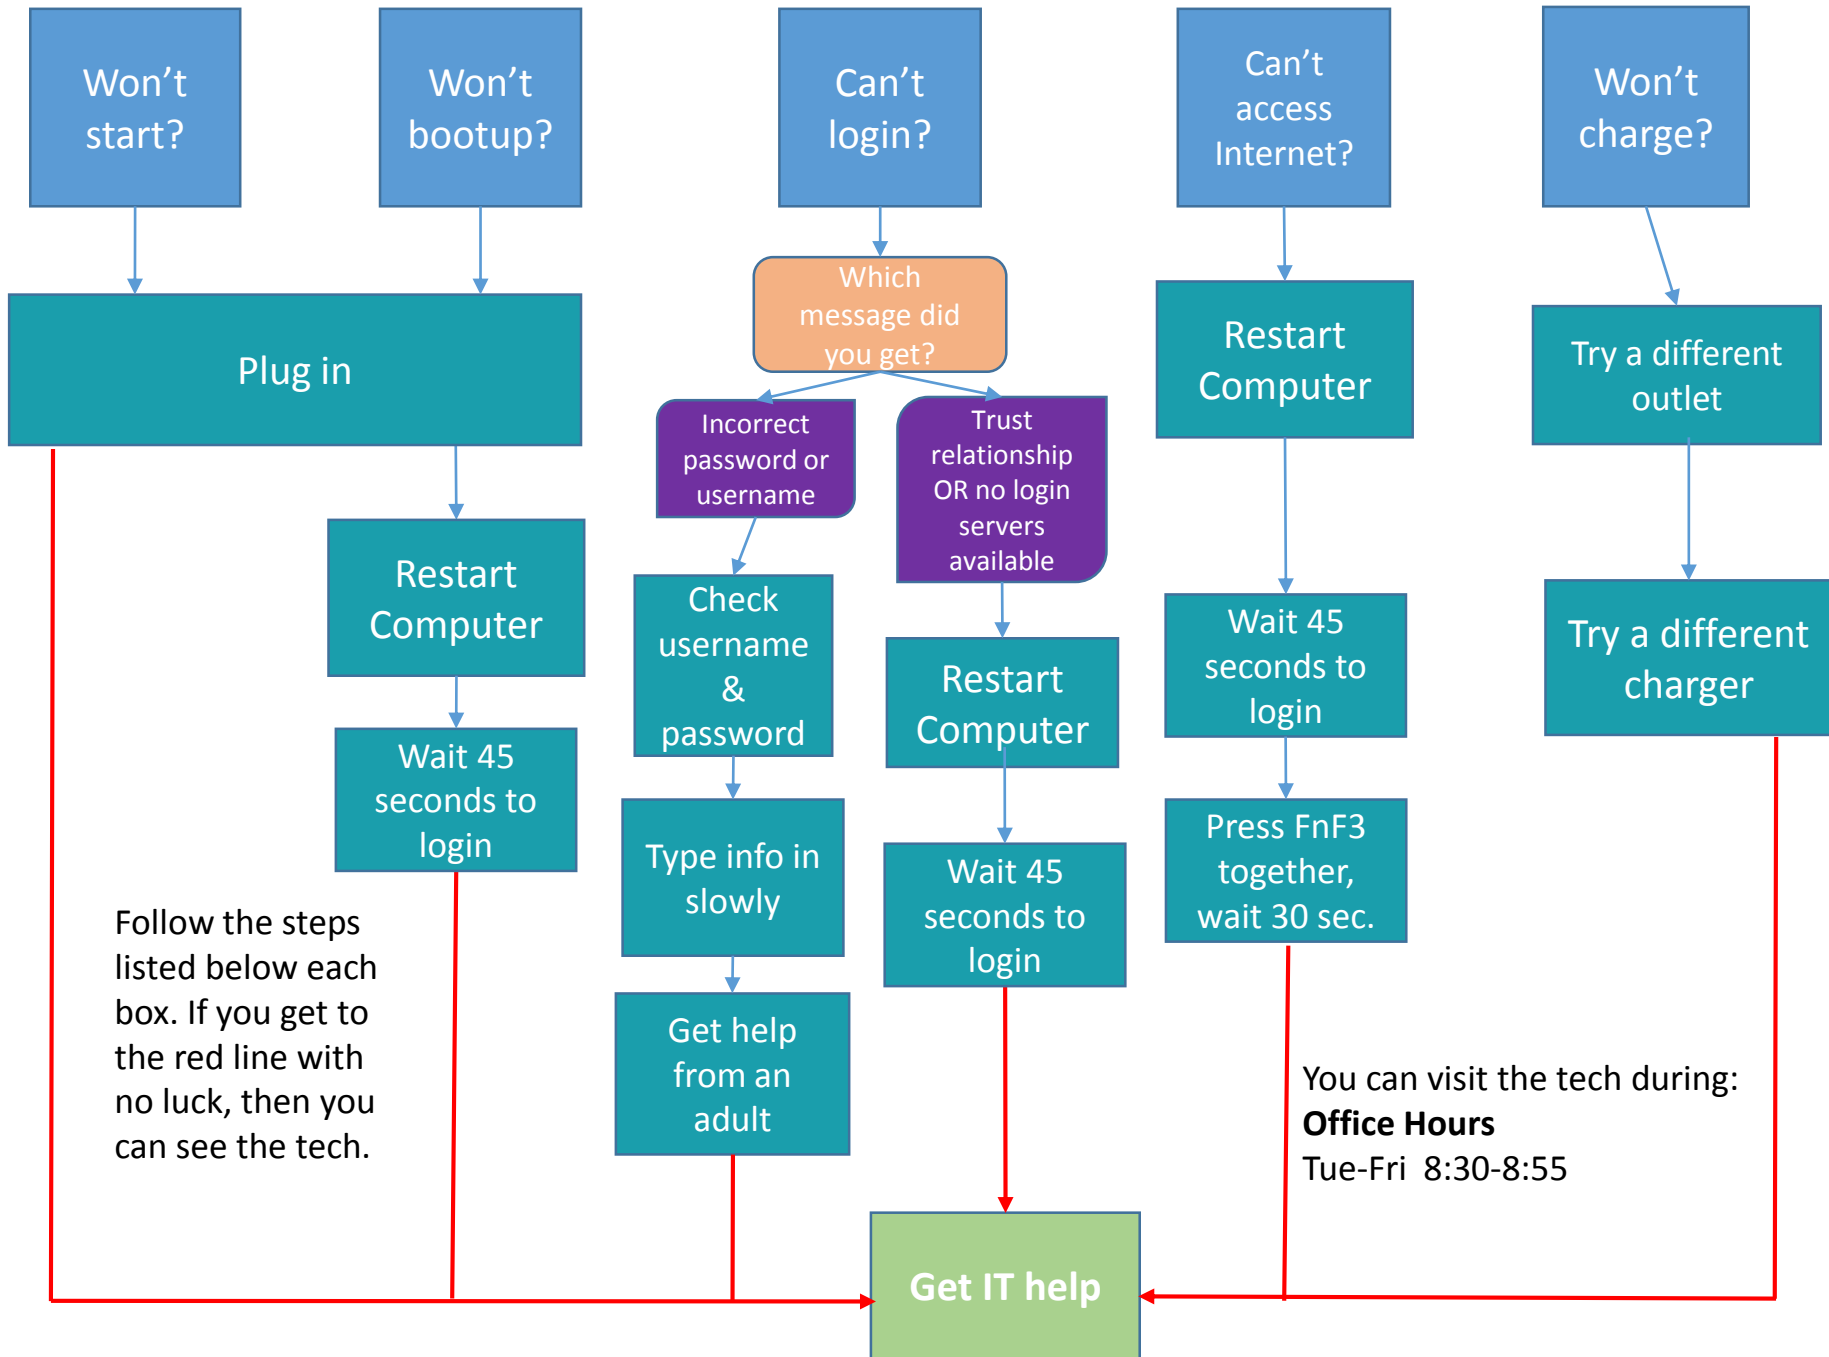 Won't
start?
Won't
bootup?
Can't
login?
Can't
access
Internet?
Won't
charge?
Which
message did
you get?
Plug in
Restart
Computer
Try a different
outlet
Incorrect
password or
username
Trust
relationship
OR no login
servers
available
Restart
Computer
Check
username
&
password
Restart
Computer
Wait 45
seconds to
login
Try a different
charger
Wait 45
seconds to
login
Type info in
slowly
Wait 45
seconds to
login
Press FnF3
together,
wait 30 sec.
Follow the steps
listed below each
box. If you get to
the red line with
no luck, then you
can see the tech.
Get help
from an
adult
You can visit the tech during:
Office Hours
Tue-Fri  8:30-8:55
Get IT help